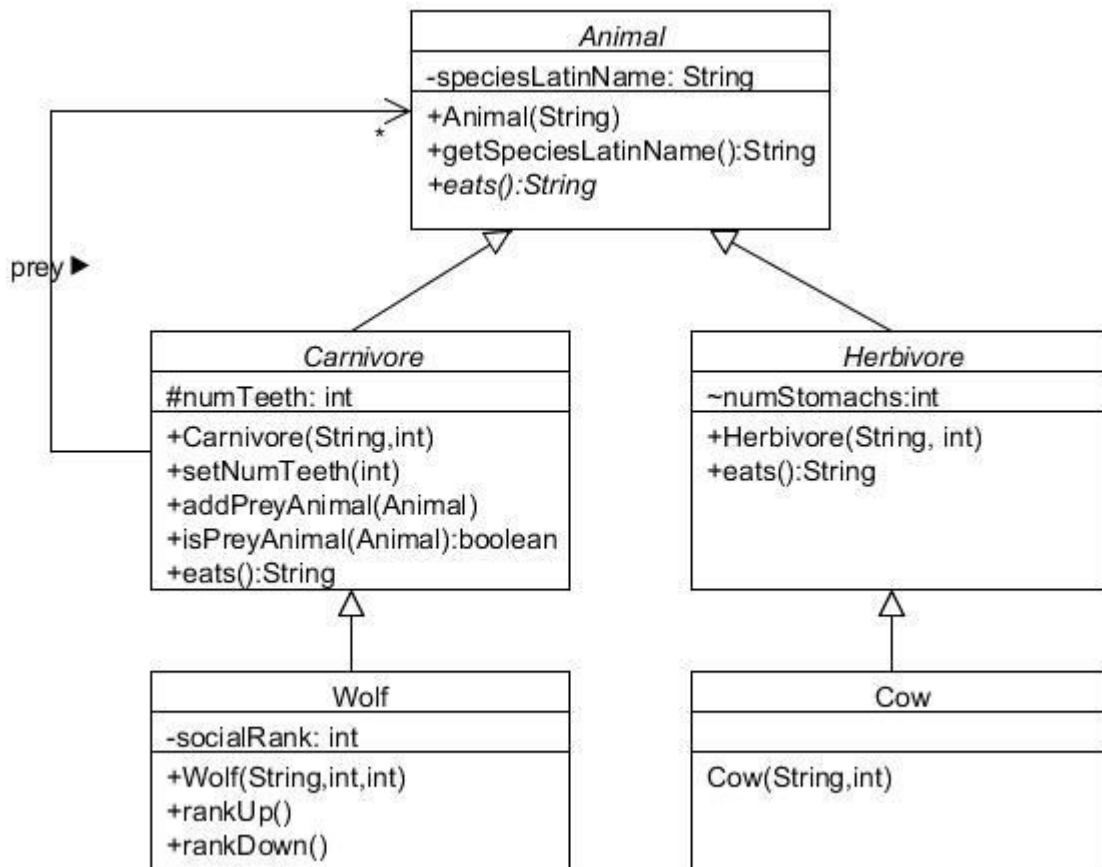 Animal
-speciesLatinName: String
+Animal(String)
+getSpeciesLatinName():String
+eats():String
*
prey ▶
Carnivore
#numTeeth: int
+Carnivore(String,int)
+setNumTeeth(int)
+addPreyAnimal(Animal)
+isPreyAnimal(Animal):boolean
+eats():String
Herbivore
~numStomachs:int
+Herbivore(String, int)
+eats():String
Wolf
-socialRank: int
+Wolf(String,int,int)
+rankUp()
+rankDown()
Cow
Cow(String,int)